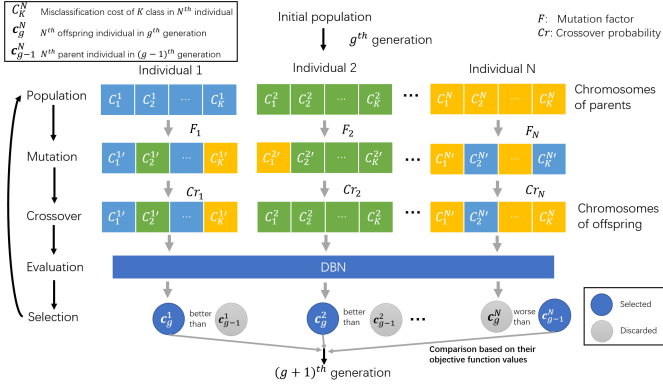 C_K^N Misclassification cost of K class in N^th individual
c_g^N N^th offspring individual in g^th generation
c_{g-1}^N N^th parent individual in (g − 1)^th generation
Initial population
g^th generation
F: Mutation factor
Cr: Crossover probability
Individual 1 Individual 2 Individual N
Population C_1^1 C_2^1 ... C_K^1 C_1^2 C_2^2 ... C_K^2 ... C_1^N C_2^N ... C_K^N Chromosomes of parents
F_1 F_2 F_N
Mutation C_1^1′ C_2^1′ ... C_K^1′ C_1^2′ C_2^2′ ... C_K^2′ ... C_1^N′ C_2^N′ ... C_K^N′
Cr_1 Cr_2 Cr_N
Crossover C_1^1′ C_2^1′ ... C_K^1′ C_1^2 C_2^2 ... C_K^2 ... C_1^N′ C_2^N′ ... C_K^N′ Chromosomes of offspring
Evaluation DBN
Selection c_g^1 better than c_{g-1}^1 c_g^2 better than c_{g-1}^2 ... c_g^N worse than c_{g-1}^N
Selected
Discarded
Comparison based on their
objective function values
(g + 1)^th generation